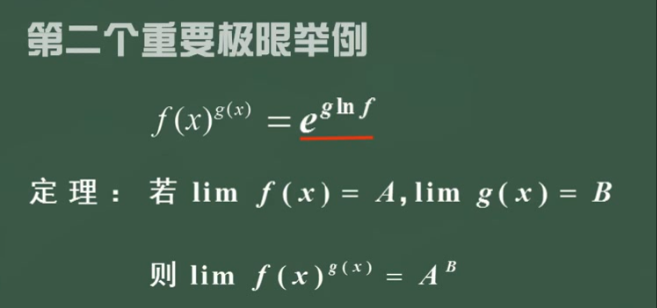 第二个重要极限举例
f(x)^{g(x)} = e^{g ln f}
定理：若 lim f(x) = A, lim g(x) = B
则 lim f(x)^{g(x)} = A^B